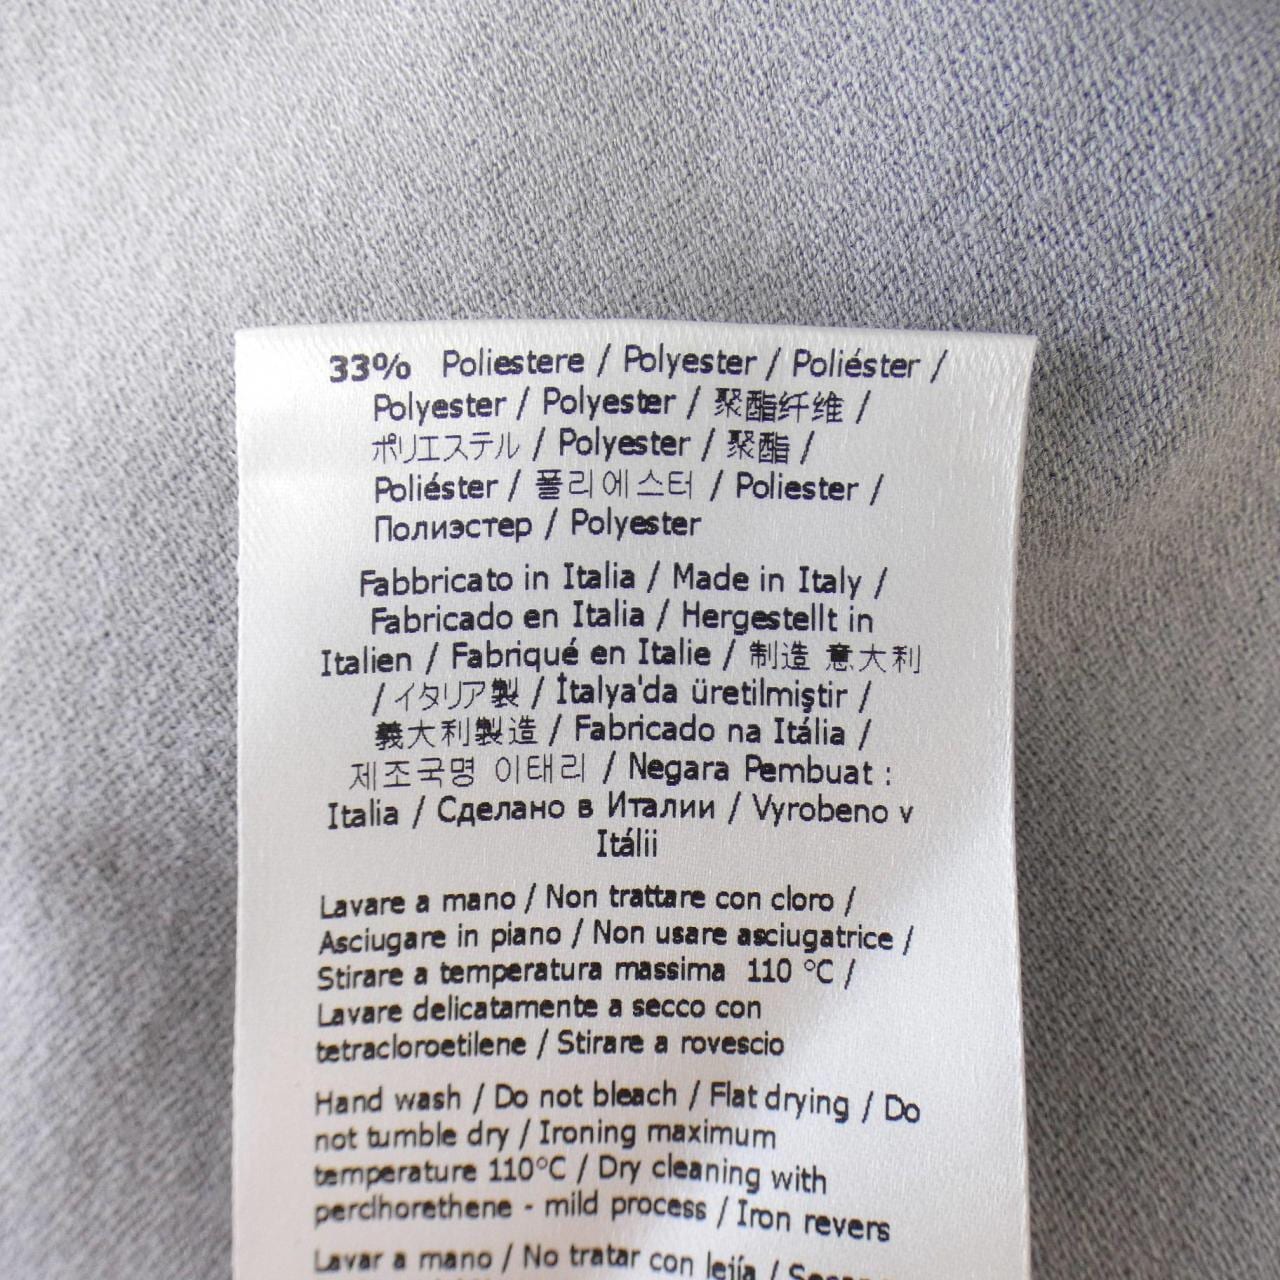 33% Poliestere / Polyester / Poliéster /
Polyester / Polyester / 聚酯纤维 /
ポリエステル / Polyester / 聚酯 /
Poliéster / 폴리에스터 / Poliester /
Полиэстер / Polyester
Fabbricato in Italia / Made in Italy /
Fabricado en Italia / Hergestellt in
Italien / Fabriqué en Italie / 制造 意大利
/ イタリア製 / İtalya'da üretilmiştir /
義大利製造 / Fabricado na Itália /
제조국명 이태리 / Negara Pembuat :
Italia / Сделано в Италии / Vyrobeno v
Itálii
Lavare a mano / Non trattare con cloro /
Asciugare in piano / Non usare asciugatrice /
Stirare a temperatura massima 110 °C /
Lavare delicatamente a secco con
tetracloroetilene / Stirare a rovescio
Hand wash / Do not bleach / Flat drying / Do
not tumble dry / Ironing maximum
temperature 110°C / Dry cleaning with
perclhorethene - mild process / Iron revers
Lavar a mano / No tratar con lejía /